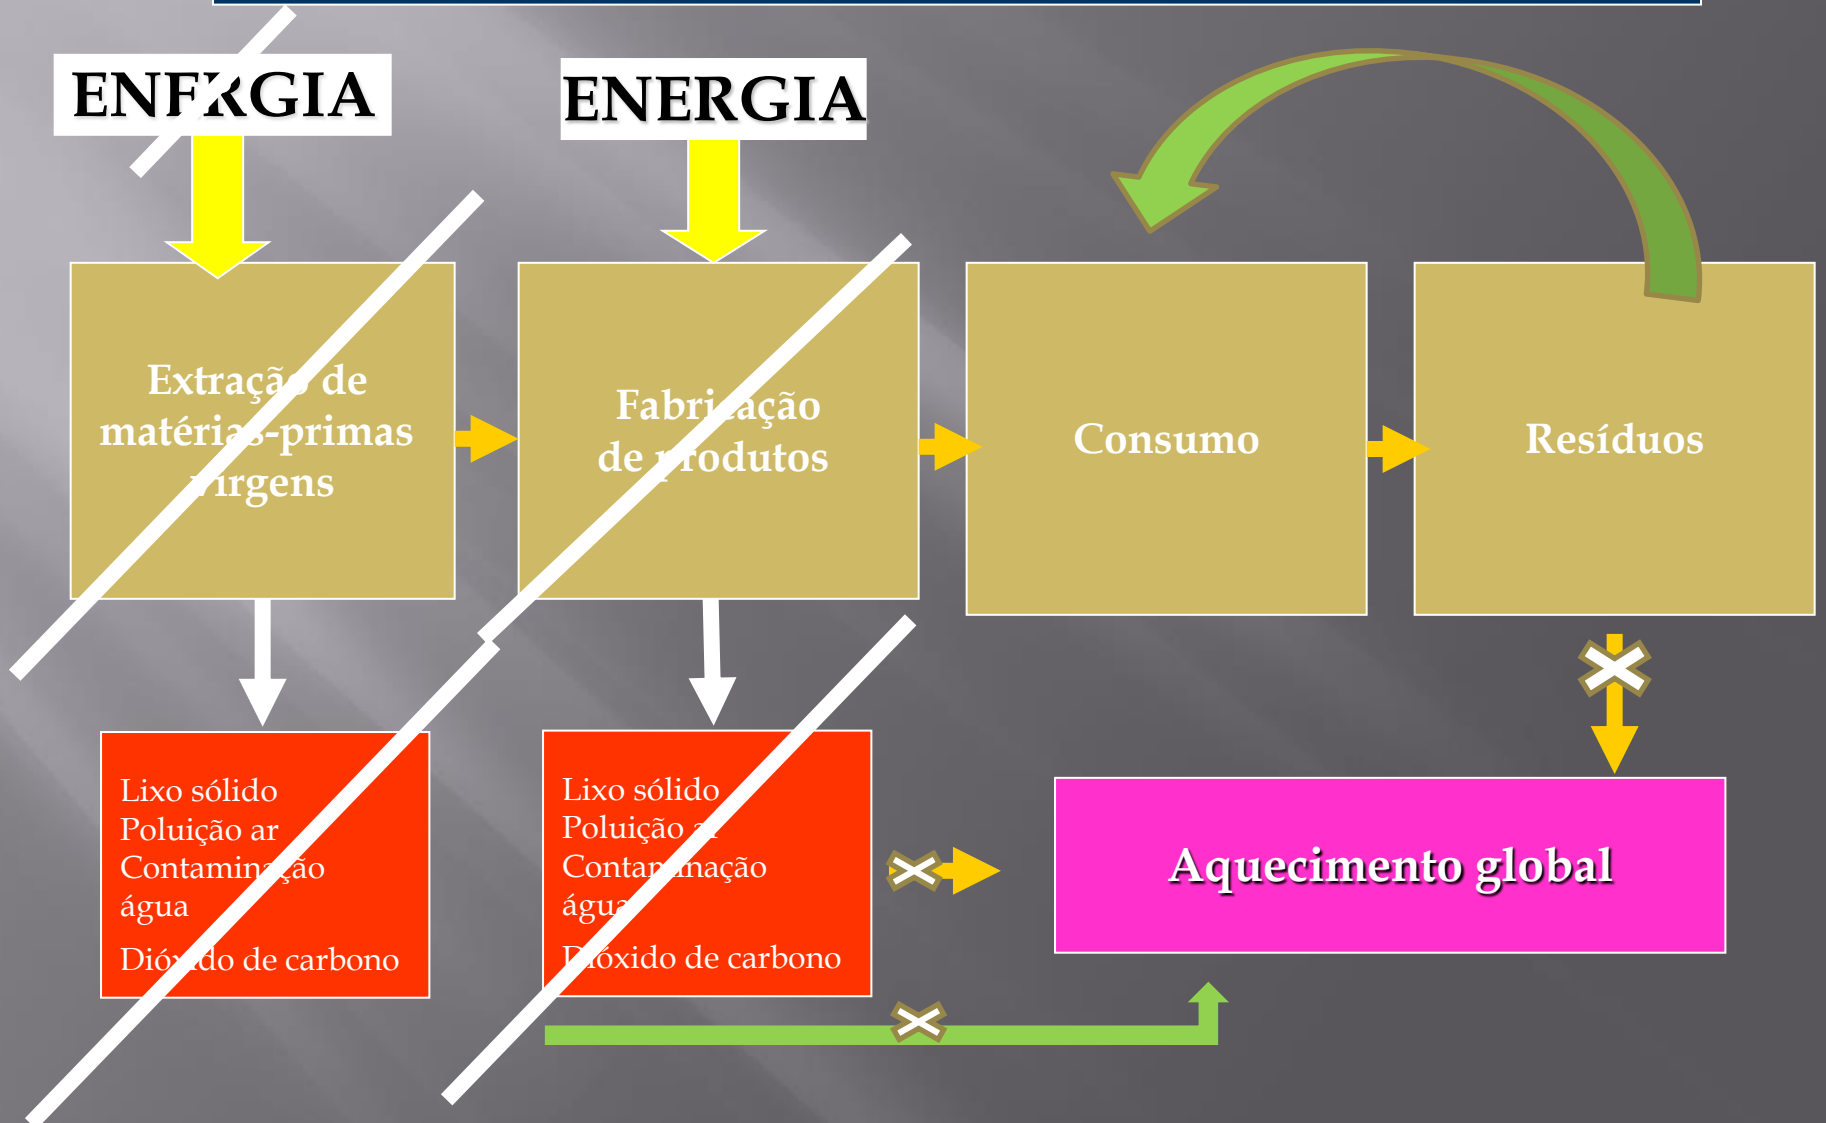 ENERGIA
ENERGIA
Extração de
matérias-primas
virgens
Fabricação
de produtos
Consumo
Resíduos
Lixo sólido
Poluição ar
Contaminação
água
Dióxido de carbono
Lixo sólido
Poluição ar
Contaminação
água
Dióxido de carbono
Aquecimento global